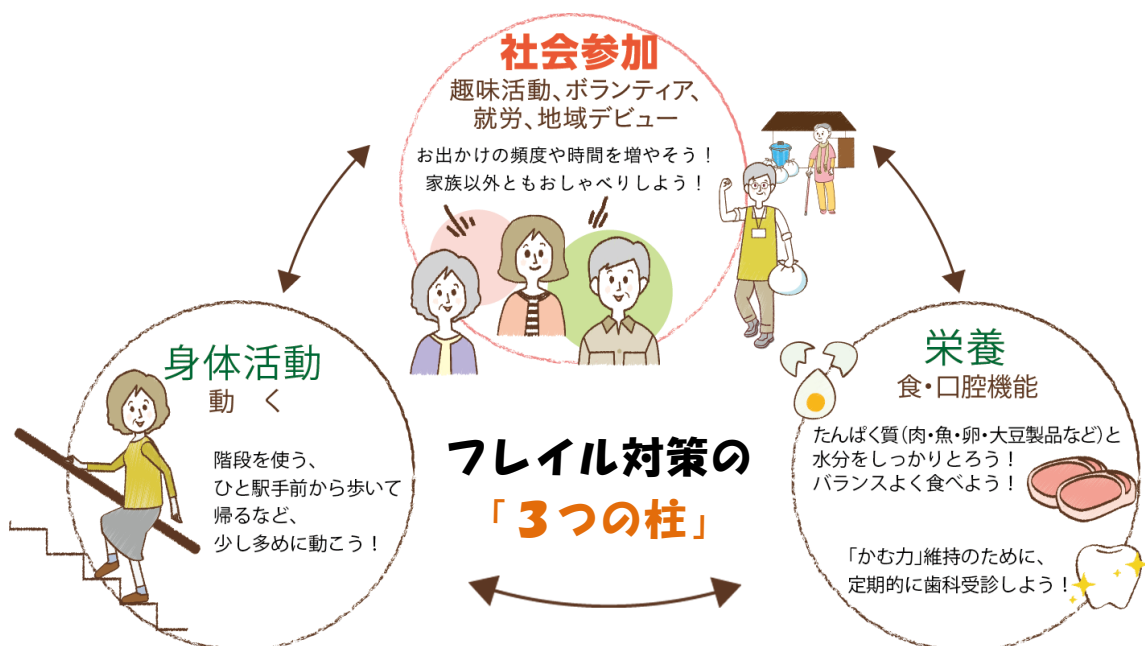 社会参加
趣味活動、ボランティア、
就労、地域デビュー
お出かけの頻度や時間を増やそう！
家族以外ともおしゃべりしよう！
身体活動
動　く
階段を使う、
ひと駅手前から歩いて
帰るなど、
少し多めに動こう！
フレイル対策の
「３つの柱」
栄養
食・口腔機能
たんぱく質（肉・魚・卵・大豆製品など）と
水分をしっかりとろう！
バランスよく食べよう！
「かむ力」維持のために、
定期的に歯科受診しよう！